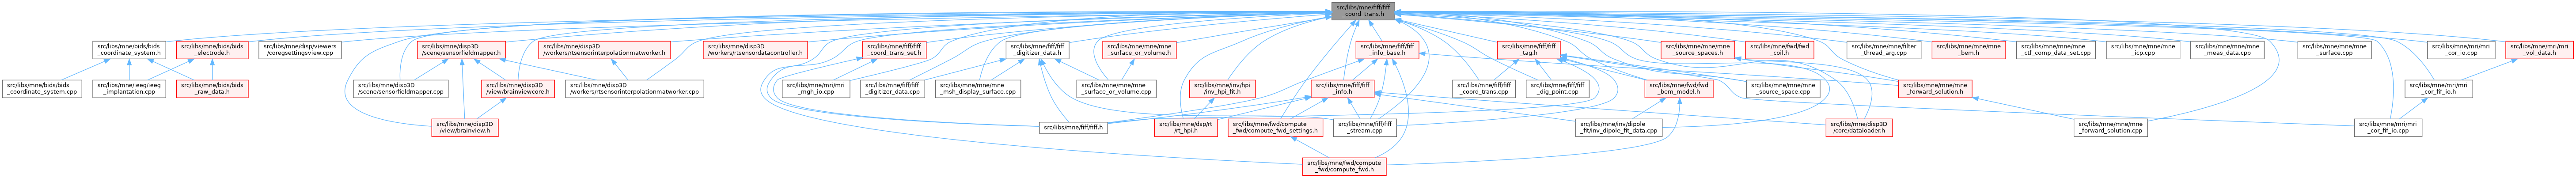 src/libs/mne/fiff/fiff
_coord_trans.h
src/libs/mne/bids/bids
_coordinate_system.h
src/libs/mne/bids/bids
_electrode.h
src/libs/mne/disp/viewers
/coregsettingsview.cpp
src/libs/mne/disp3D
/scene/sensorfieldmapper.h
src/libs/mne/disp3D
/workers/rtsensorinterpolationmatworker.h
src/libs/mne/disp3D
/workers/rtsensordatacontroller.h
src/libs/mne/fiff/fiff
_coord_trans_set.h
src/libs/mne/fiff/fiff
_digitizer_data.h
src/libs/mne/mne/mne
_surface_or_volume.h
src/libs/mne/fiff/fiff
_info_base.h
src/libs/mne/fiff/fiff
_tag.h
src/libs/mne/mne/mne
_source_spaces.h
src/libs/mne/fwd/fwd
_coil.h
src/libs/mne/mne/filter
_thread_arg.cpp
src/libs/mne/mne/mne
_bem.h
src/libs/mne/mne/mne
_ctf_comp_data_set.cpp
src/libs/mne/mne/mne
_icp.cpp
src/libs/mne/mne/mne
_meas_data.cpp
src/libs/mne/mne/mne
_surface.cpp
src/libs/mne/mri/mri
_cor_io.cpp
src/libs/mne/mri/mri
_vol_data.h
src/libs/mne/bids/bids
_coordinate_system.cpp
src/libs/mne/ieeg/ieeg
_implantation.cpp
src/libs/mne/bids/bids
_raw_data.h
src/libs/mne/disp3D
/scene/sensorfieldmapper.cpp
src/libs/mne/disp3D
/view/brainviewcore.h
src/libs/mne/disp3D
/workers/rtsensorinterpolationmatworker.cpp
src/libs/mne/mri/mri
_mgh_io.cpp
src/libs/mne/fiff/fiff
_digitizer_data.cpp
src/libs/mne/mne/mne
_msh_display_surface.cpp
src/libs/mne/mne/mne
_surface_or_volume.cpp
src/libs/mne/inv/hpi
/inv_hpi_fit.h
src/libs/mne/fiff/fiff
_info.h
src/libs/mne/fiff/fiff
_coord_trans.cpp
src/libs/mne/fiff/fiff
_dig_point.cpp
src/libs/mne/fwd/fwd
_bem_model.h
src/libs/mne/mne/mne
_source_space.cpp
src/libs/mne/mne/mne
_forward_solution.h
src/libs/mne/mri/mri
_cor_fif_io.h
src/libs/mne/disp3D
/view/brainview.h
src/libs/mne/fiff/fiff.h
src/libs/mne/dsp/rt
/rt_hpi.h
src/libs/mne/fwd/compute
_fwd/compute_fwd_settings.h
src/libs/mne/fiff/fiff
_stream.cpp
src/libs/mne/inv/dipole
_fit/inv_dipole_fit_data.cpp
src/libs/mne/disp3D
/core/dataloader.h
src/libs/mne/mne/mne
_forward_solution.cpp
src/libs/mne/mri/mri
_cor_fif_io.cpp
src/libs/mne/fwd/compute
_fwd/compute_fwd.h